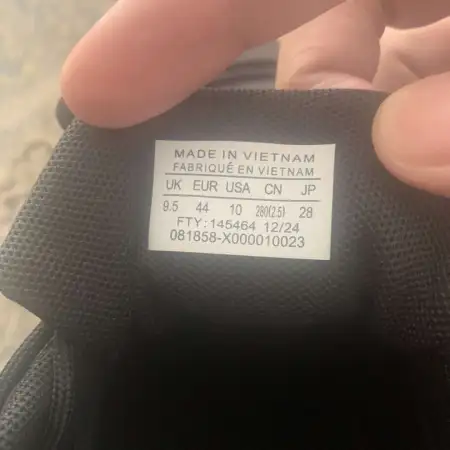 MADE IN VIETNAM
FABRIQUÉ EN VIETNAM
UK EUR USA CN JP
9.5 44 10 280(2.5) 28
FTY:145464 12/24
081858-X000010023